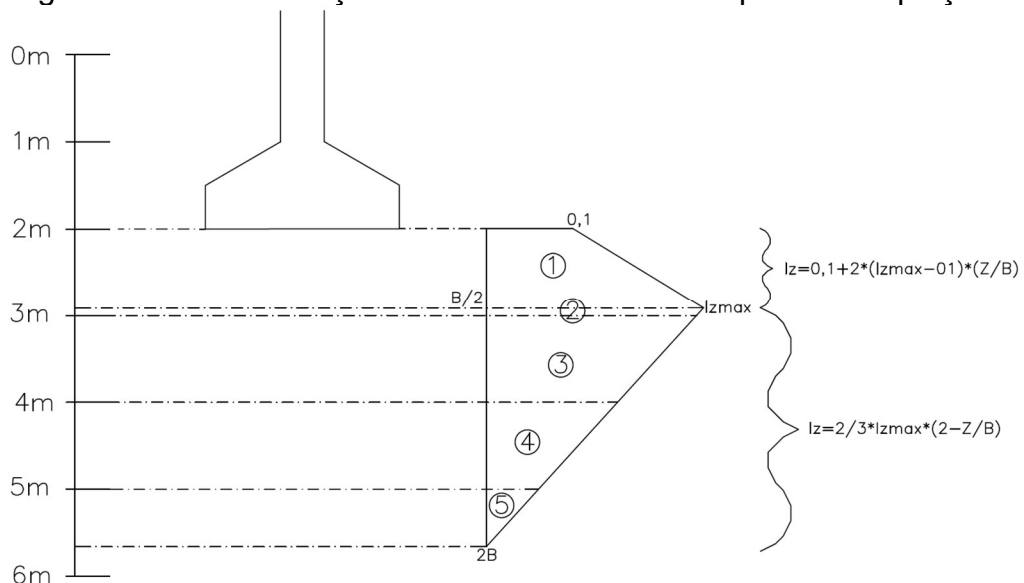 0m
1m
2m
0,1
①
Iz=0,1+2*(Izmax-01)*(Z/B)
B/2
②
Izmax
3m
③
4m
④
Iz=2/3*Izmax*(2-Z/B)
5m
⑤
2B
6m